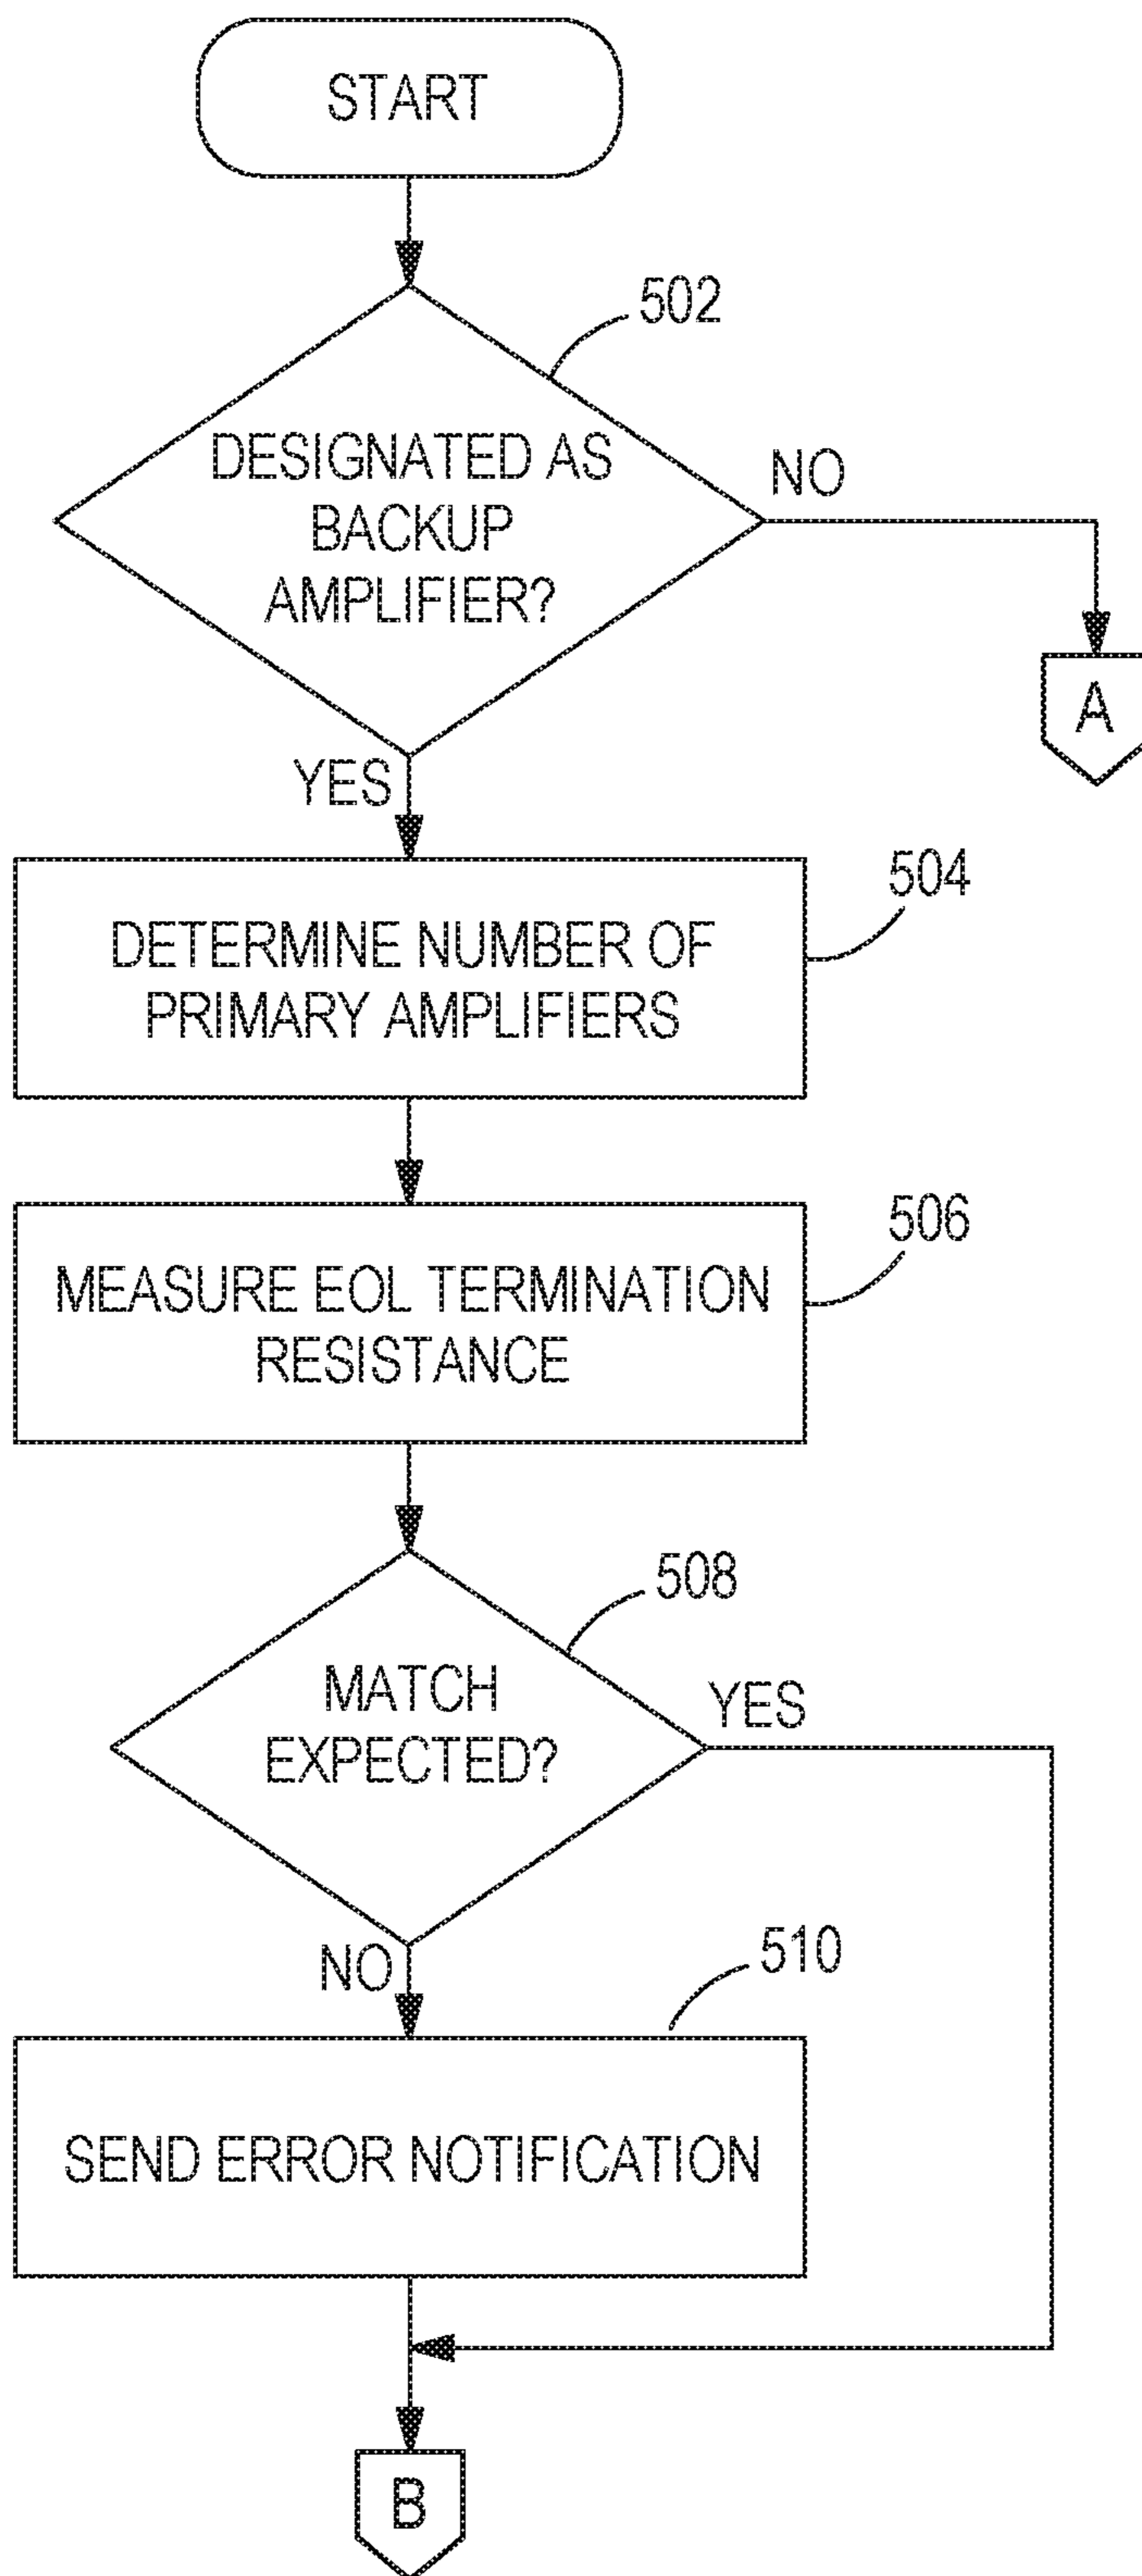 START
502
DESIGNATED AS
BACKUP
AMPLIFIER?
NO
A
YES
504
DETERMINE NUMBER OF
PRIMARY AMPLIFIERS
506
MEASURE EOL TERMINATION
RESISTANCE
508
MATCH
EXPECTED?
YES
NO
510
SEND ERROR NOTIFICATION
B